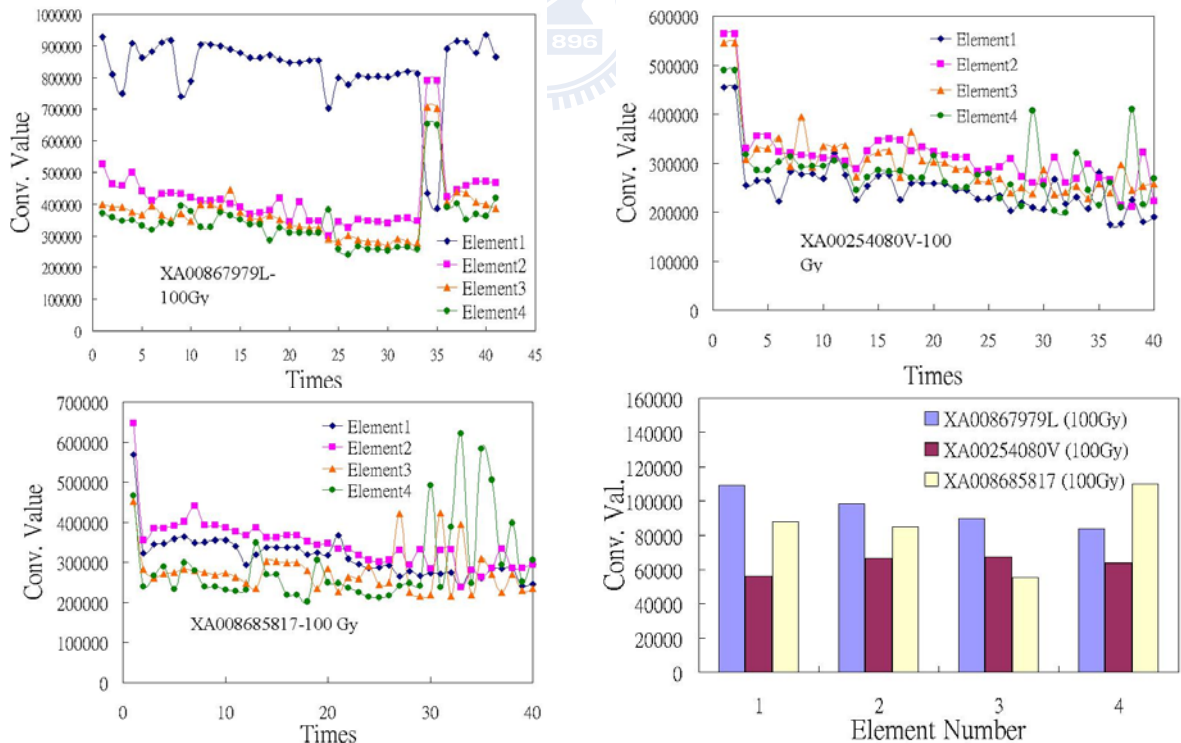 1000000
900000
800000
700000
600000
500000
400000
300000
200000
100000
0
Conv. Value
0 5 10 15 20 25 30 35 40 45
Times
XA00867979L-
100Gy
Element1
Element2
Element3
Element4
896
600000
500000
400000
300000
200000
100000
0
Conv. Value
0 5 10 15 20 25 30 35 40
Times
Element1
Element2
Element3
Element4
XA00254080V-100
Gy
700000
600000
500000
400000
300000
200000
100000
0
Conv. Value
0 10 20 30 40
Times
Element1
Element2
Element3
Element4
XA008685817-100 Gy
160000
140000
120000
100000
80000
60000
40000
20000
0
Conv. Val.
XA00867979L (100Gy)
XA00254080V (100Gy)
XA008685817 (100Gy)
1 2 3 4
Element Number